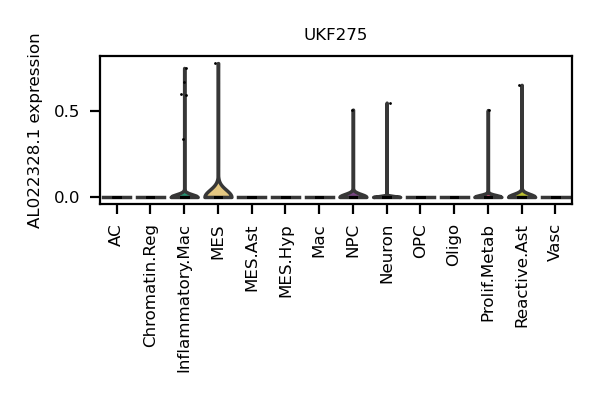 UKF275
AL022328.1 expression
0.5
0.0
AC
Chromatin.Reg
Inflammatory.Mac
MES
MES.Ast
MES.Hyp
Mac
NPC
Neuron
OPC
Oligo
Prolif.Metab
Reactive.Ast
Vasc